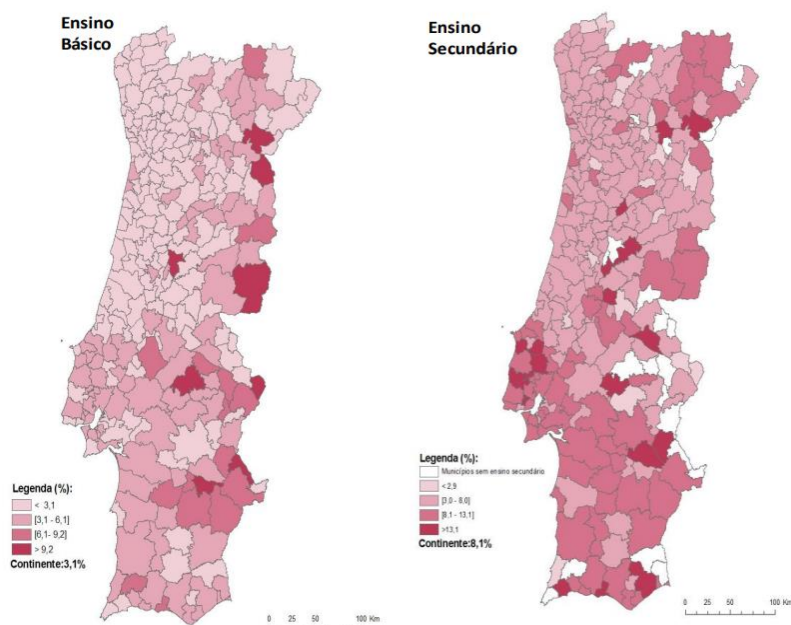 Ensino
Básico
Legenda (%):
< 3,1
[3,1 - 6,1]
[6,1- 9,2]
> 9,2
Continente:3,1%
0 25 50 100 Km
Ensino
Secundário
Legenda (%):
Municípios sem ensino secundário
< 2,9
[3,0 - 8,0]
[8,1 - 13,1]
>13,1
Continente:8,1%
0 25 50 100 Km